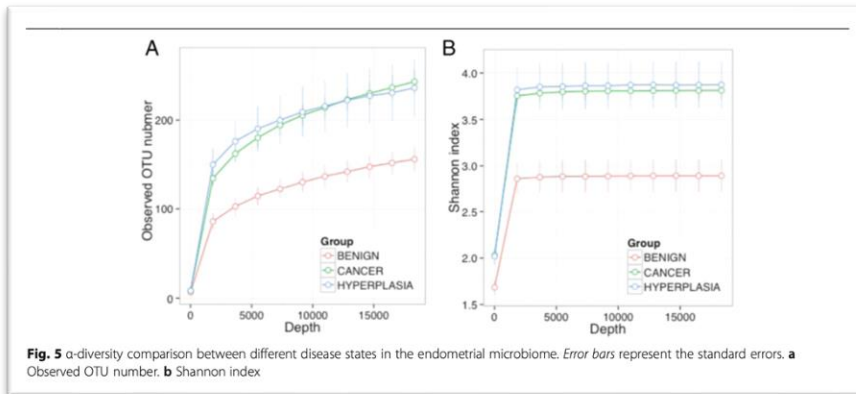 A
B
Observed OTU nubmer
200
100
0
0
5000
10000
15000
Depth
Group
BENIGN
CANCER
HYPERPLASIA
Shannon index
4.0
3.5
3.0
2.5
2.0
1.5
0
5000
10000
15000
Depth
Group
BENIGN
CANCER
HYPERPLASIA
Fig. 5 α-diversity comparison between different disease states in the endometrial microbiome. Error bars represent the standard errors. a
Observed OTU number. b Shannon index